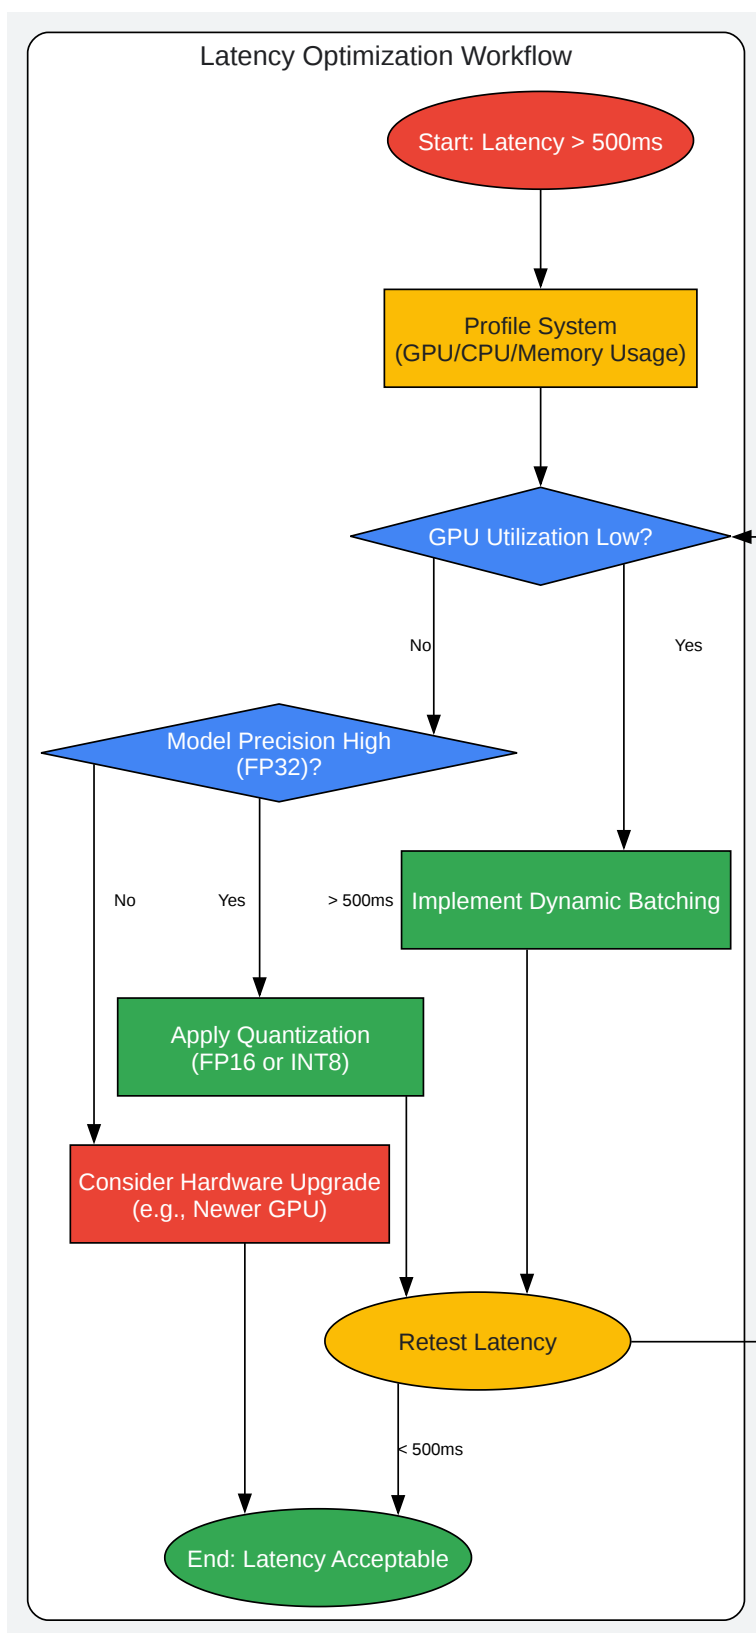 Latency Optimization Workflow
Start: Latency > 500ms
Profile System
(GPU/CPU/Memory Usage)
GPU Utilization Low?
No
Yes
Model Precision High
(FP32)?
No
Yes
> 500ms
Implement Dynamic Batching
Apply Quantization
(FP16 or INT8)
Consider Hardware Upgrade
(e.g., Newer GPU)
Retest Latency
< 500ms
End: Latency Acceptable